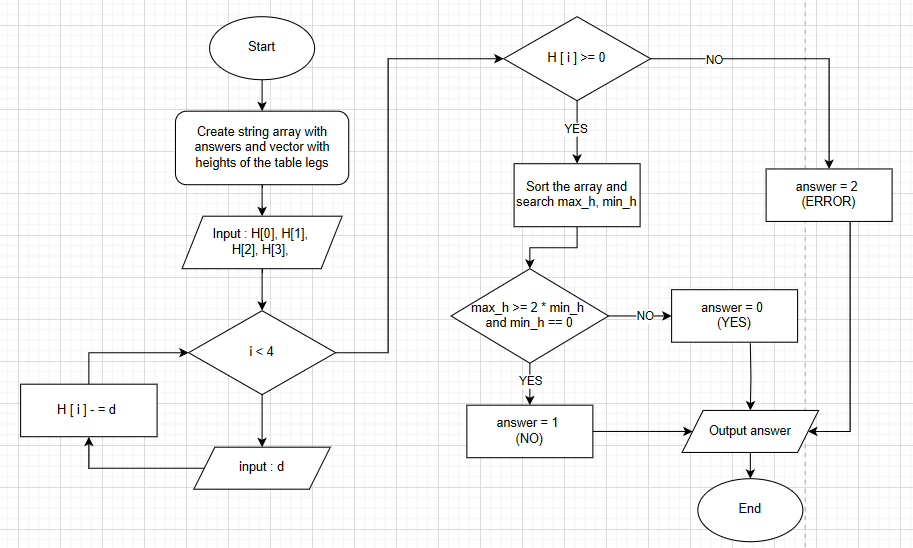 Start
Create string array with
answers and vector with
heights of the table legs
Input : H[0], H[1],
H[2], H[3],
i < 4
H [ i ] - = d
input : d
H [ i ] >= 0
NO
YES
answer = 2
(ERROR)
Sort the array and
search max_h, min_h
max_h >= 2 * min_h
and min_h == 0
NO
answer = 0
(YES)
YES
answer = 1
(NO)
Output answer
End